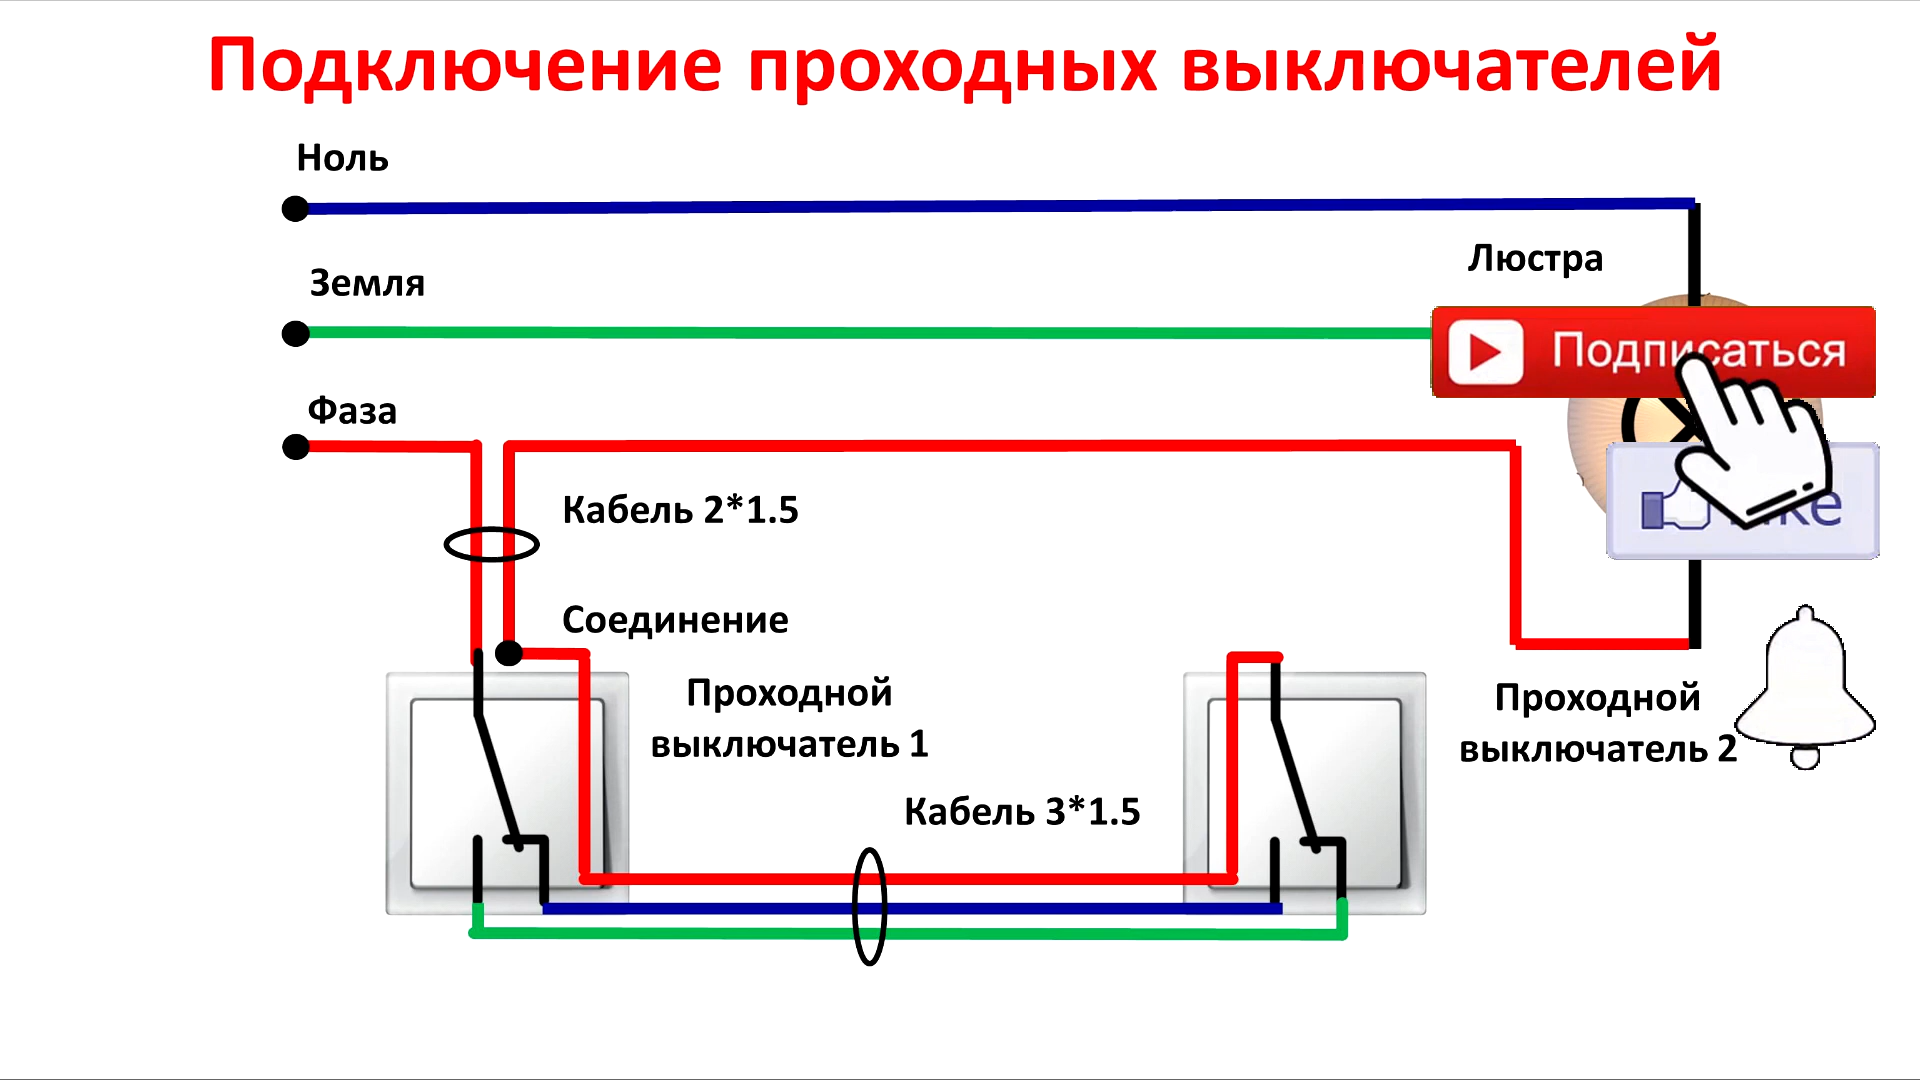 Подключение проходных выключателей
Ноль
Земля
Люстра
Подписаться
Фаза
Кабель 2*1.5
Соединение
Проходной
выключатель 1
Проходной
выключатель 2
Кабель 3*1.5